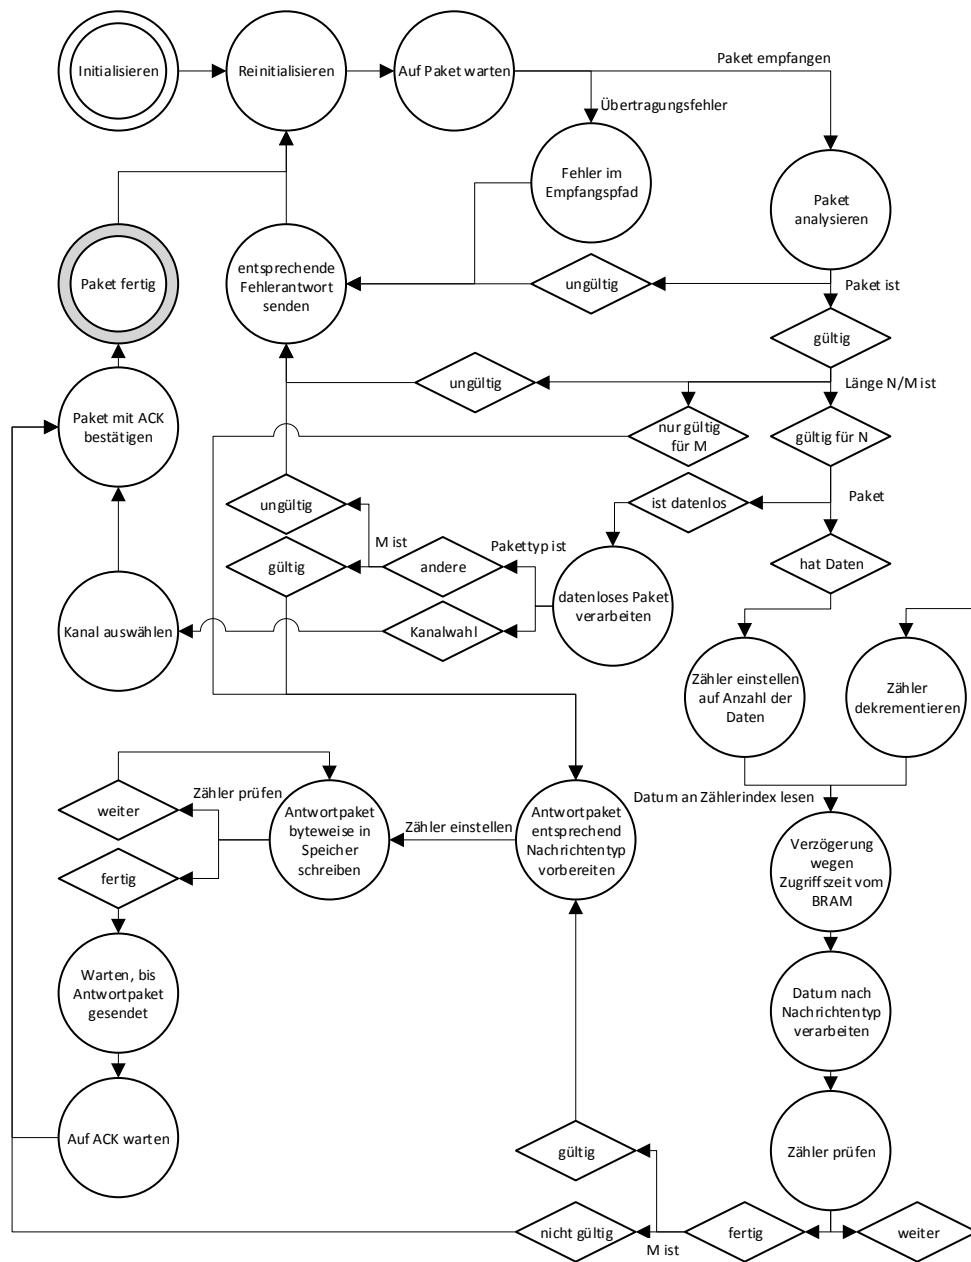 Initialisieren
Reinitialisieren
Auf Paket warten
Paket empfangen
Übertragungsfehler
Fehler im
Empfangspfad
Paket
analysieren
Paket fertig
entsprechende
Fehlerantwort
senden
ungültig
Paket ist
gültig
ungültig
Länge N/M ist
Paket mit ACK
bestätigen
nur gültig
für M
gültig für N
ungültig
ist datenlos
Paket
M ist
Pakettyp ist
gültig
andere
hat Daten
datenloses Paket
verarbeiten
Kanal auswählen
Kanalwahl
Zähler einstellen
auf Anzahl der
Daten
Zähler
dekrementieren
Zähler prüfen
Datum an Zählerindex lesen
weiter
Antwortpaket
byteweise in
Speicher
schreiben
Zähler einstellen
Antwortpaket
entsprechend
Nachrichtentyp
vorbereiten
Verzögerung
wegen
Zugriffszeit vom
BRAM
fertig
Warten, bis
Antwortpaket
gesendet
Datum nach
Nachrichtentyp
verarbeiten
Auf ACK warten
gültig
Zähler prüfen
nicht gültig
M ist
fertig
weiter